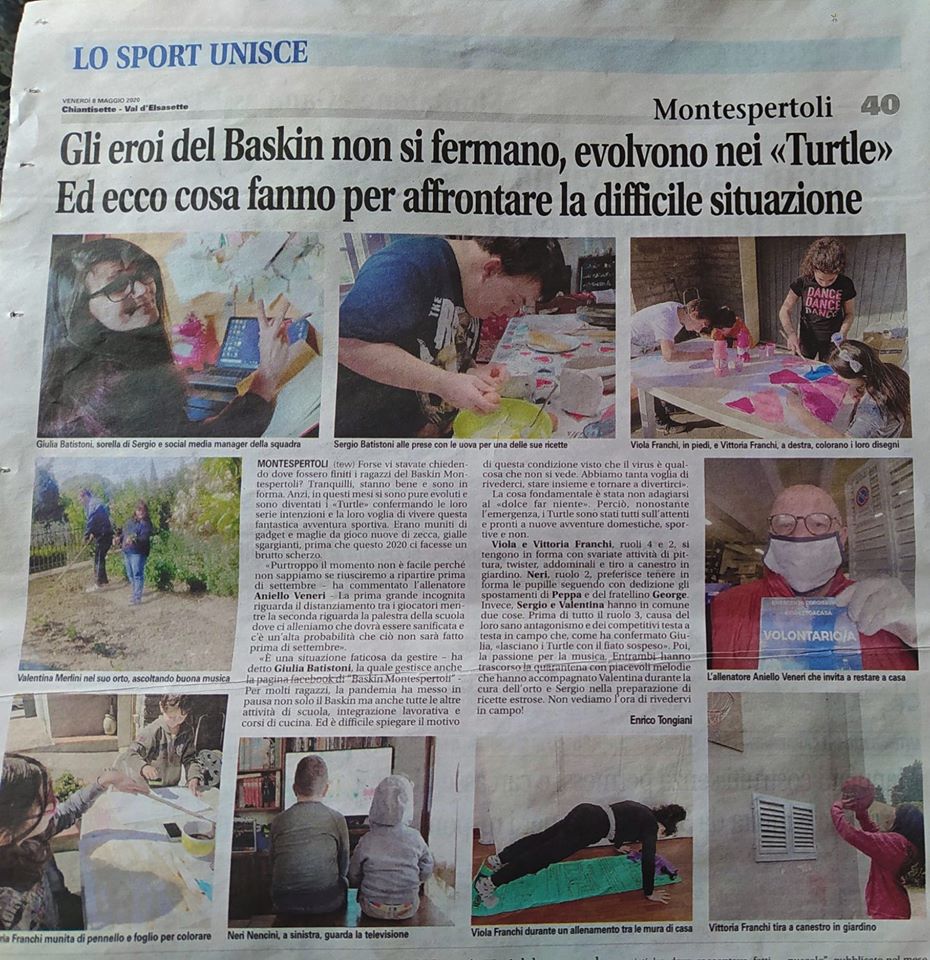 LO SPORT UNISCE
VENERDÌ 8 MAGGIO 2020
Chiantisette - Val d'Elsasette
Montespertoli 40
Gli eroi del Baskin non si fermano, evolvono nei «Turtle»
Ed ecco cosa fanno per affrontare la difficile situazione
DANCE
DANCE
DANCE
Giulia Batistoni, sorella di Sergio e social media manager della squadra
Sergio Batistoni alle prese con le uova per una delle sue ricette
Viola Franchi, in piedi, e Vittoria Franchi, a destra, colorano i loro disegni
MONTESPERTOLI (tew) Forse vi stavate chieden-
do dove fossero finiti i ragazzi del Baskin Mon-
tespertoli? Tranquilli, stanno bene e sono in
forma. Anzi, in questi mesi si sono pure evoluti e
sono diventati i «Turtle» confermando le loro
serie intenzioni e la loro voglia di vivere questa
fantastica avventura sportiva. Erano muniti di
gadget e maglie da gioco nuove di zecca, gialle
sgargianti, prima che questo 2020 ci facesse un
brutto scherzo.
«Purtroppo il momento non è facile perché
non sappiamo se riusciremo a ripartire prima
di settembre - ha commentato l'allenatore
Aniello Veneri - La prima grande incognita
riguarda il distanziamento tra i giocatori men-
tre la seconda riguarda la palestra della scuola
dove ci alleniamo che dovrà essere sanificata e
c'è un'alta probabilità che ciò non sarà fatto
prima di settembre».
«È una situazione faticosa da gestire – ha
detto Giulia Batistoni, la quale gestisce anche
la pagina facebook di "Baskin Montespertoli" -
Per molti ragazzi, la pandemia ha messo in
pausa non solo il Baskin ma anche tutte le altre
attività di scuola, integrazione lavorativa e
corsi di cucina. Ed è difficile spiegare il motivo
di questa condizione visto che il virus è qual-
cosa che non si vede. Abbiamo tanta voglia di
rivederci, stare insieme e tornare a divertirci».
La cosa fondamentale è stata non adagiarsi
al «dolce far niente». Perciò, nonostante
l'emergenza, i Turtle sono stati tutti sull'attenti
e pronti a nuove avventure domestiche, spor-
tive e non.
Viola e Vittoria Franchi, ruoli 4 e 2, si
tengono in forma con svariate attività di pit-
tura, twister, addominali e tiro a canestro in
giardino. Neri, ruolo 2, preferisce tenere in
forma le pupille seguendo con dedizione gli
spostamenti di Peppa e del fratellino George.
Invece, Sergio e Valentina hanno in comune
due cose. Prima di tutto il ruolo 3, causa del
loro sano antagonismo e dei competitivi testa a
testa in campo che, come ha confermato Giu-
lia, «lasciano i Turtle con il fiato sospeso». Poi,
la passione per la musica. Entrambi hanno
trascorso la quarantena con piacevoli melodie
che hanno accompagnato Valentina durante la
cura dell'orto e Sergio nella preparazione di
ricette estrose. Non vediamo l'ora di rivederci
in campo!
Enrico Tongiani
VOLONTARIO/A
Valentina Merlini nel suo orto, ascoltando buona musica
L'allenatore Aniello Veneri che invita a restare a casa
ria Franchi munita di pennello e foglio per colorare
Neri Nencini, a sinistra, guarda la televisione
Viola Franchi durante un allenamento tra le mura di casa
Vittoria Franchi tira a canestro in giardino